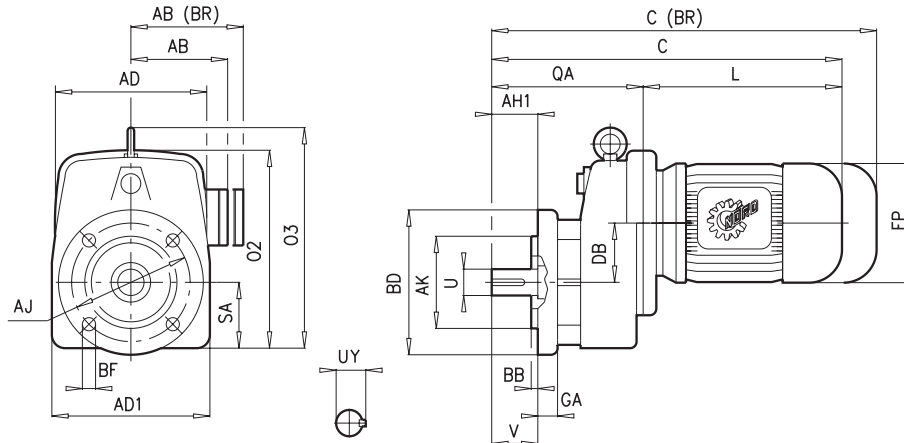 AB (BR)
AB
AD
O2
O3
SA
AJ
BF
AD1
UY
C (BR)
C
QA
L
AH1
NORD
FP
DB
BD
AK
U
BB
GA
V